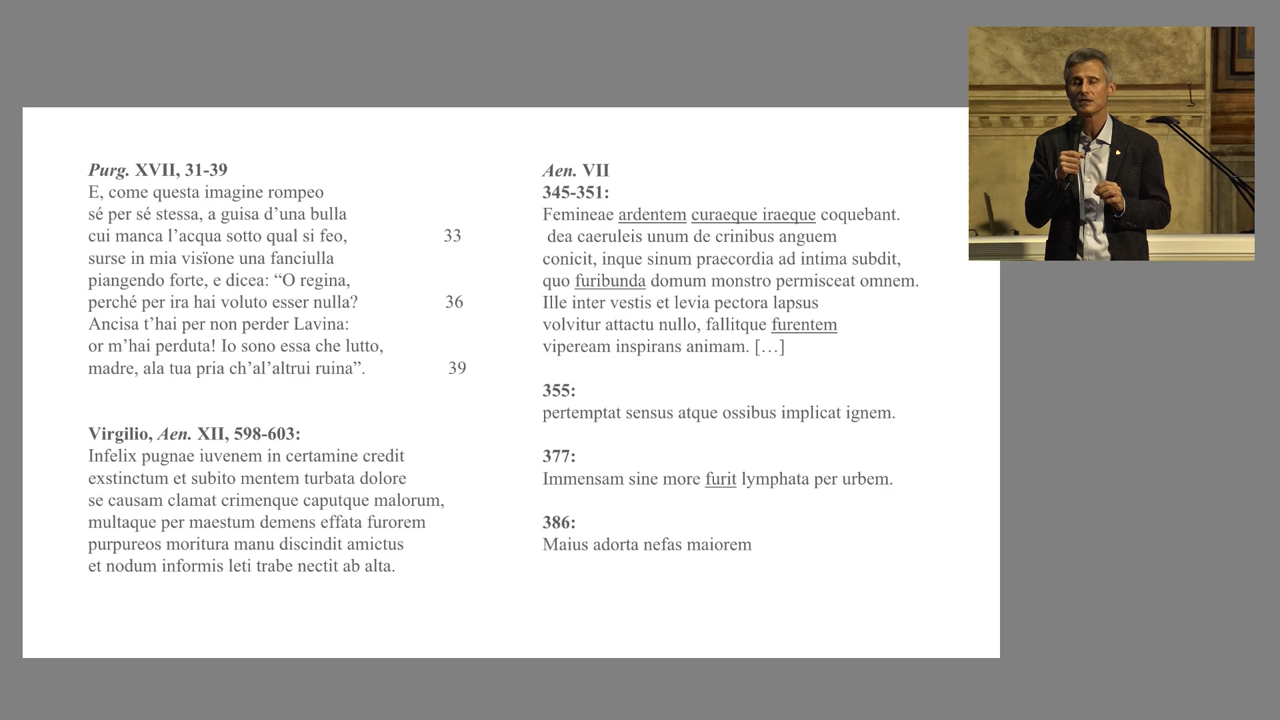 Purg. XVII, 31-39
E, come questa imagine rompeo
sé per sé stessa, a guisa d’una bulla
cui manca l’acqua sotto qual si feo, 33
surse in mia visïone una fanciulla
piangendo forte, e dicea: “O regina,
perché per ira hai voluto esser nulla? 36
Ancisa t’hai per non perder Lavina:
or m’hai perduta! Io sono essa che lutto,
madre, ala tua pria ch’al’altrui ruina”. 39
Virgilio, Aen. XII, 598-603:
Infelix pugnae iuvenem in certamine credit
exstinctum et subito mentem turbata dolore
se causam clamat crimenque caputque malorum,
multaque per maestum demens effata furorem
purpureos moritura manu discindit amictus
et nodum informis leti trabe nectit ab alta.
Aen. VII
345-351:
Femineae ardentem curaeque iraeque coquebant.
dea caeruleis unum de crinibus anguem
conicit, inque sinum praecordia ad intima subdit,
quo furibunda domum monstro permisceat omnem.
Ille inter vestis et levia pectora lapsus
volvitur attactu nullo, fallitque furentem
vipeream inspirans animam. […]
355:
pertemptat sensus atque ossibus implicat ignem.
377:
Immensam sine more furit lymphata per urbem.
386:
Maius adorta nefas maiorem